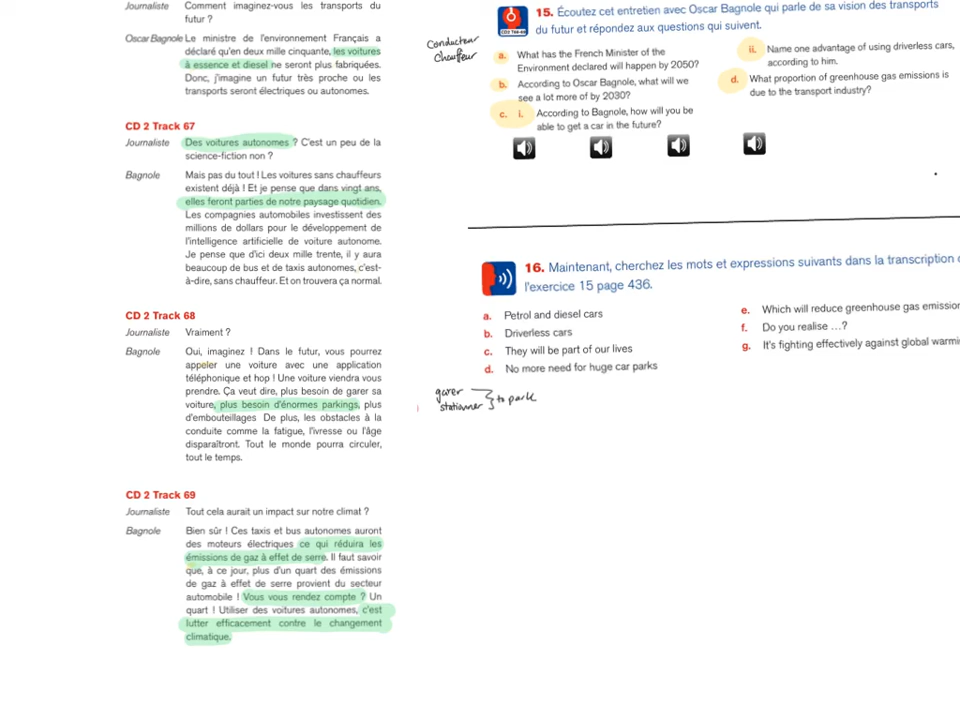 Journaliste Comment imaginez-vous les transports du
futur ?
Oscar Bagnole Le ministre de l'environnement Français a
déclaré qu'en deux mille cinquante, les voitures
à essence et diesel ne seront plus fabriquées.
Donc, j'imagine un futur très proche ou les
transports seront électriques ou autonomes.
CD 2 Track 67
Journaliste Des voitures autonomes ? C'est un peu de la
science-fiction non ?
Bagnole Mais pas du tout ! Les voitures sans chauffeurs
existent déjà ! Et je pense que dans vingt ans,
elles feront parties de notre paysage quotidien.
Les compagnies automobiles investissent des
millions de dollars pour le développement de
l'intelligence artificielle de voiture autonome.
Je pense que d'ici deux mille trente, il y aura
beaucoup de bus et de taxis autonomes, c'est-
à-dire, sans chauffeur. Et on trouvera ça normal.
CD 2 Track 68
Journaliste Vraiment ?
Bagnole Oui, imaginez ! Dans le futur, vous pourrez
appeler une voiture avec une application
téléphonique et hop ! Une voiture viendra vous
prendre. Ça veut dire, plus besoin de garer sa
voiture, plus besoin d'énormes parkings, plus
d'embouteillages De plus, les obstacles à la
conduite comme la fatigue, l'ivresse ou l'âge
disparaîtront. Tout le monde pourra circuler,
tout le temps.
CD 2 Track 69
Journaliste Tout cela aurait un impact sur notre climat ?
Bagnole Bien sûr ! Ces taxis et bus autonomes auront
des moteurs électriques ce qui réduira les
émissions de gaz à effet de serre. Il faut savoir
que, à ce jour, plus d'un quart des émissions
de gaz à effet de serre provient du secteur
automobile ! Vous vous rendez compte ? Un
quart ! Utiliser des voitures autonomes, c'est
lutter efficacement contre le changement
climatique.
conducteur
chauffeur
15. Écoutez cet entretien avec Oscar Bagnole qui parle de sa vision des transports
du futur et répondez aux questions qui suivent.
a. What has the French Minister of the
Environment declared will happen by 2050?
b. According to Oscar Bagnole, what will we
see a lot more of by 2030?
c. i. According to Bagnole, how will you be
able to get a car in the future?
ii. Name one advantage of using driverless cars,
according to him.
d. What proportion of greenhouse gas emissions is
due to the transport industry?
16. Maintenant, cherchez les mots et expressions suivants dans la transcription
l'exercice 15 page 436.
a. Petrol and diesel cars
b. Driverless cars
c. They will be part of our lives
d. No more need for huge car parks
e. Which will reduce greenhouse gas emission
f. Do you realise ...?
g. It's fighting effectively against global warmi
garer
stationner } to park